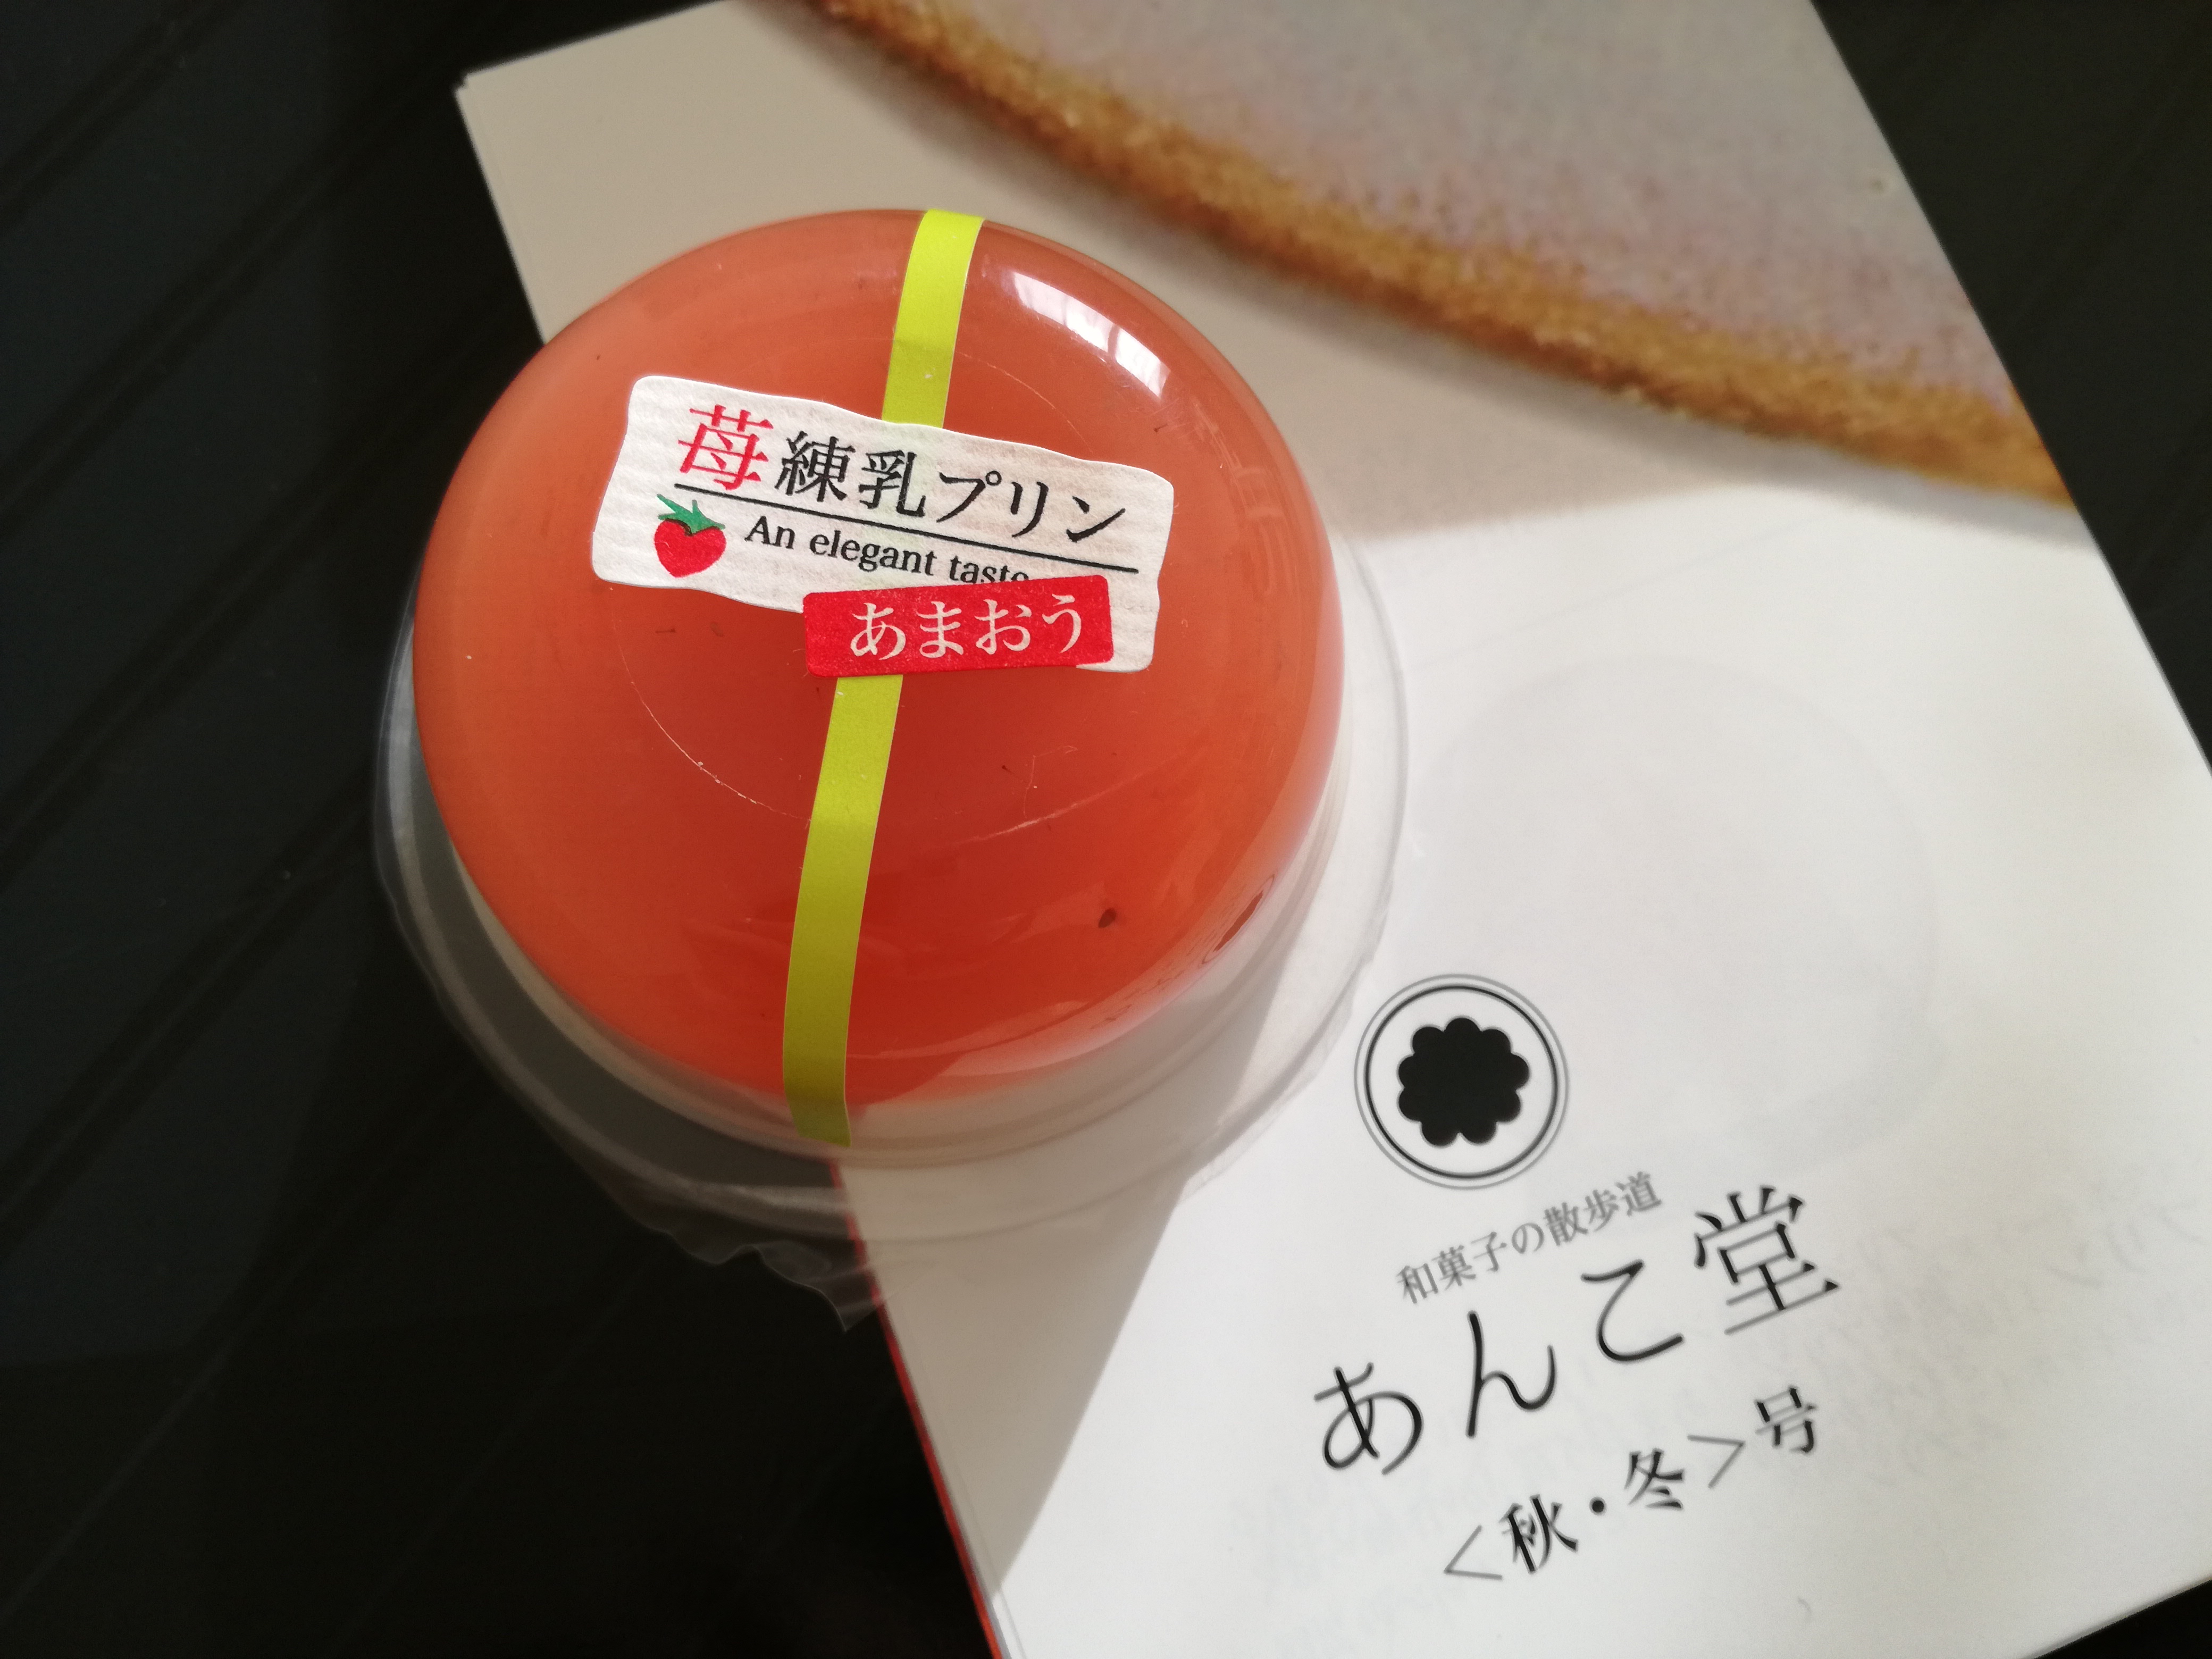 苺練乳プリン
An elegant taste
あまおう
和菓子の散歩道
あんこ堂
<秋・冬>号